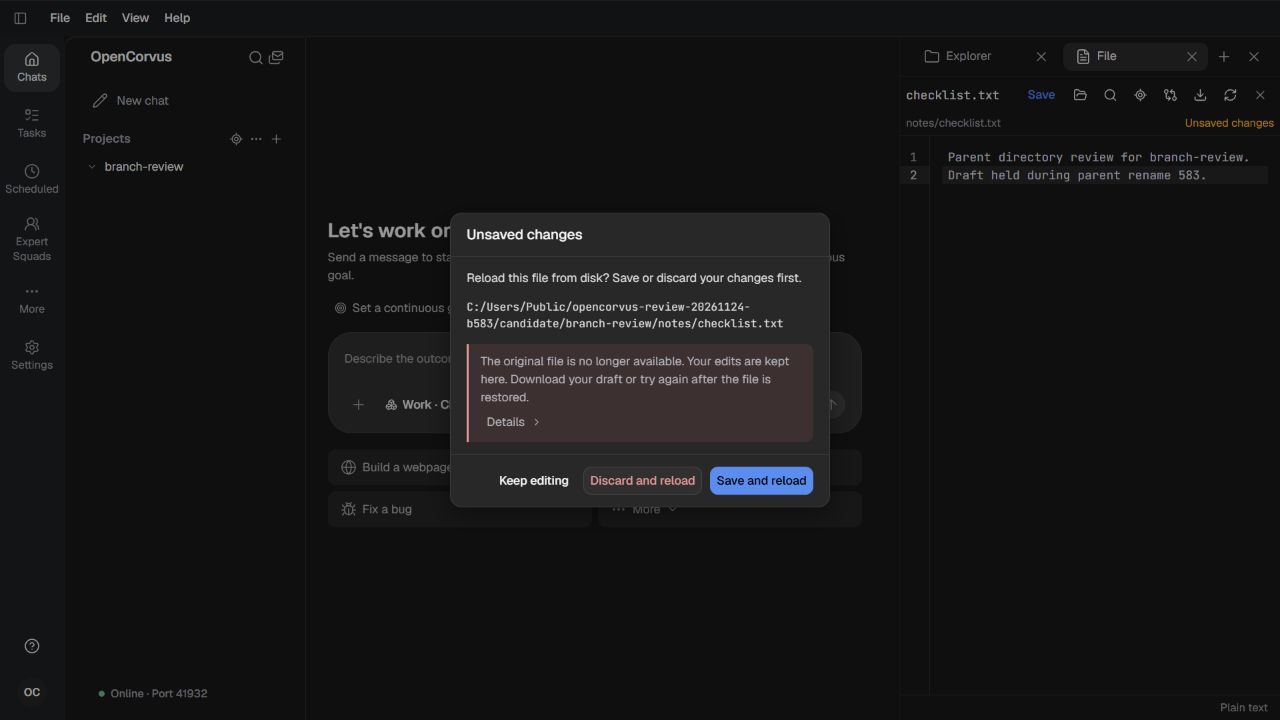 File Edit View Help
Chats
Tasks
Scheduled
Expert
Squads
More
Settings
OC
OpenCorvus
New chat
Projects
branch-review
Online · Port 41932
Let's work or
Send a message to sta
goal.
Set a continuous
Describe the outcor
Work · C
Build a webpage
Fix a bug
More
Unsaved changes
Reload this file from disk? Save or discard your changes first.
C:/Users/Public/opencorvus-review-20261124-
b583/candidate/branch-review/notes/checklist.txt
The original file is no longer available. Your edits are kept
here. Download your draft or try again after the file is
restored.
Details
Keep editing Discard and reload Save and reload
Explorer File
checklist.txt Save
notes/checklist.txt Unsaved changes
1 Parent directory review for branch-review.
2 Draft held during parent rename 583.
Plain text